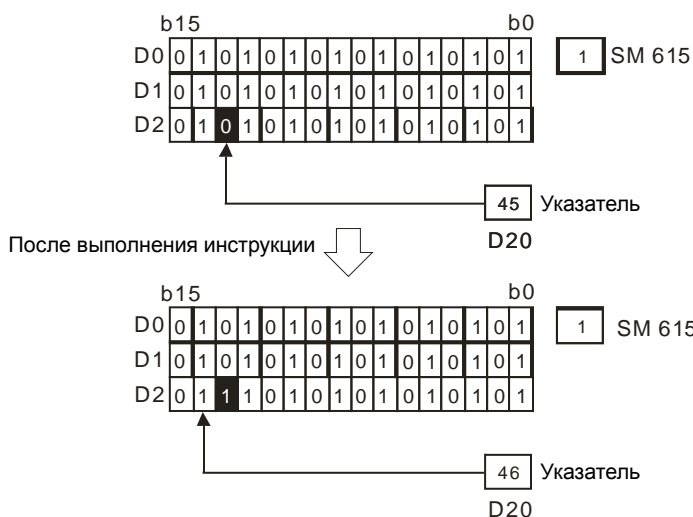 b15 b0
D0 0 1 0 1 0 1 0 1 0 1 0 1 0 1 0 1 1 SM 615
D1 0 1 0 1 0 1 0 1 0 1 0 1 0 1 0 1
D2 0 1 0 1 0 1 0 1 0 1 0 1 0 1 0 1
45 Указатель
D20
После выполнения инструкции
b15 b0
D0 0 1 0 1 0 1 0 1 0 1 0 1 0 1 0 1 1 SM 615
D1 0 1 0 1 0 1 0 1 0 1 0 1 0 1 0 1
D2 0 1 1 1 0 1 0 1 0 1 0 1 0 1 0 1
46 Указатель
D20